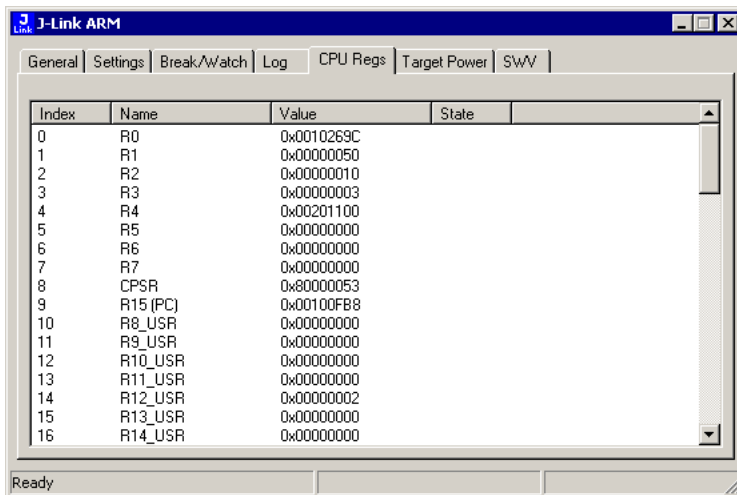 J-Link J-Link ARM
General Settings Break/Watch Log CPU Regs Target Power SWV
Index Name Value State
0 R0 0x0010269C
1 R1 0x00000050
2 R2 0x00000010
3 R3 0x00000003
4 R4 0x00201100
5 R5 0x00000000
6 R6 0x00000000
7 R7 0x00000000
8 CPSR 0x80000053
9 R15 (PC) 0x00100FB8
10 R8_USR 0x00000000
11 R9_USR 0x00000000
12 R10_USR 0x00000000
13 R11_USR 0x00000000
14 R12_USR 0x00000002
15 R13_USR 0x00000000
16 R14_USR 0x00000000
Ready